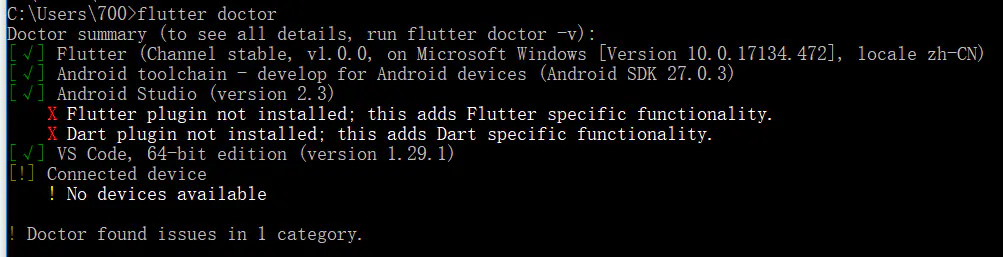 C:\Users\700>flutter doctor
Doctor summary (to see all details, run flutter doctor -v):
[√] Flutter (Channel stable, v1.0.0, on Microsoft Windows [Version 10.0.17134.472], locale zh-CN)
[√] Android toolchain - develop for Android devices (Android SDK 27.0.3)
[√] Android Studio (version 2.3)
    X Flutter plugin not installed; this adds Flutter specific functionality.
    X Dart plugin not installed; this adds Dart specific functionality.
[√] VS Code, 64-bit edition (version 1.29.1)
[!] Connected device
    ! No devices available
! Doctor found issues in 1 category.